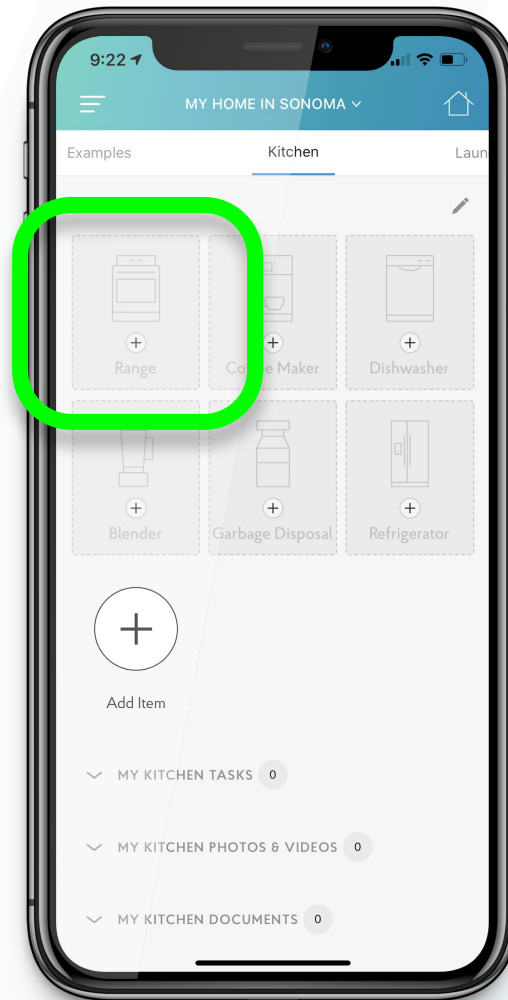 9:22
MY HOME IN SONOMA
Examples Kitchen Laun
Range Coffee Maker Dishwasher
Blender Garbage Disposal Refrigerator
Add Item
MY KITCHEN TASKS 0
MY KITCHEN PHOTOS & VIDEOS 0
MY KITCHEN DOCUMENTS 0